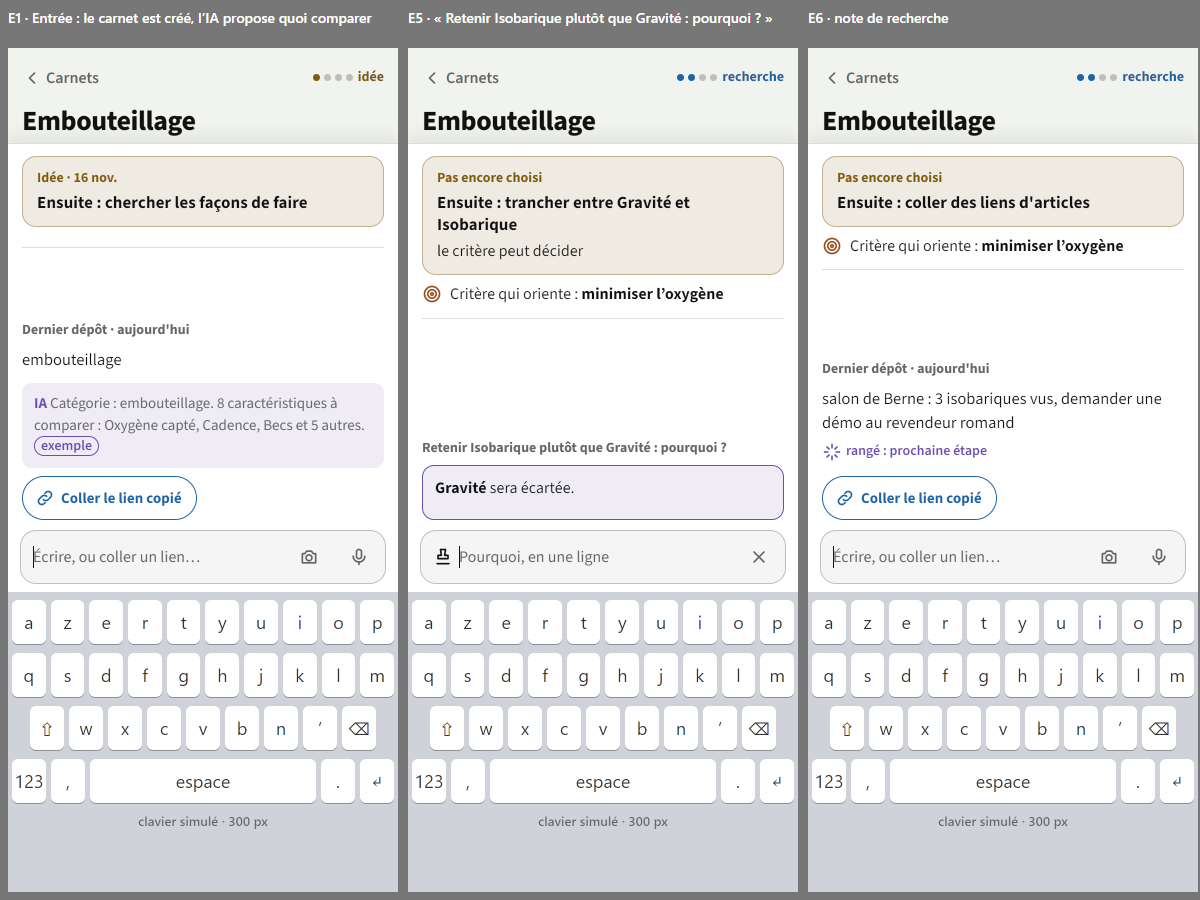 E1 · Entrée : le carnet est créé, l’IA propose quoi comparer
Carnets
idée
Embouteillage
Idée · 16 nov.
Ensuite : chercher les façons de faire
Dernier dépôt · aujourd'hui
embouteillage
IA Catégorie : embouteillage. 8 caractéristiques à
comparer : Oxygène capté, Cadence, Becs et 5 autres.
exemple
Coller le lien copié
Écrire, ou coller un lien…
a z e r t y u i o p
q s d f g h j k l m
⇧ w x c v b n ’ ⌫
123 , espace . ↵
clavier simulé · 300 px
E5 · « Retenir Isobarique plutôt que Gravité : pourquoi ? »
Carnets
recherche
Embouteillage
Pas encore choisi
Ensuite : trancher entre Gravité et
Isobarique
le critère peut décider
Critère qui oriente : minimiser l’oxygène
Retenir Isobarique plutôt que Gravité : pourquoi ?
Gravité sera écartée.
Pourquoi, en une ligne
a z e r t y u i o p
q s d f g h j k l m
⇧ w x c v b n ’ ⌫
123 , espace . ↵
clavier simulé · 300 px
E6 · note de recherche
Carnets
recherche
Embouteillage
Pas encore choisi
Ensuite : coller des liens d'articles
Critère qui oriente : minimiser l’oxygène
Dernier dépôt · aujourd'hui
salon de Berne : 3 isobariques vus, demander une
démo au revendeur romand
rangé : prochaine étape
Coller le lien copié
Écrire, ou coller un lien…
a z e r t y u i o p
q s d f g h j k l m
⇧ w x c v b n ’ ⌫
123 , espace . ↵
clavier simulé · 300 px